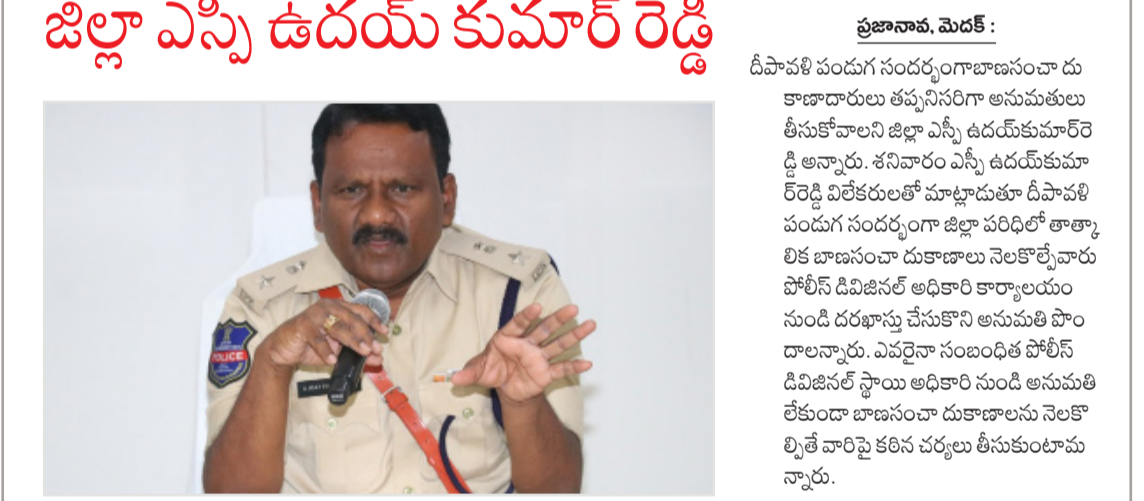 జిల్లా ఎస్పీ ఉదయ్ కుమార్ రెడ్డి
POLICE
ప్రజానావ, మెదక్ :
దీపావళి పండుగ సందర్భంగాబాణసంచా దు
కాణాదారులు తప్పనిసరిగా అనుమతులు
తీసుకోవాలని జిల్లా ఎస్పీ ఉదయ్‌కుమార్‌రె
డ్డి అన్నారు. శనివారం ఎస్పీ ఉదయ్‌కుమా
ర్‌రెడ్డి విలేకరులతో మాట్లాడుతూ దీపావళి
పండుగ సందర్భంగా జిల్లా పరిధిలో తాత్కా
లిక బాణసంచా దుకాణాలు నెలకొల్పేవారు
పోలీస్ డివిజినల్ అధికారి కార్యాలయం
నుండి దరఖాస్తు చేసుకొని అనుమతి పొం
దాలన్నారు. ఎవరైనా సంబంధిత పోలీస్
డివిజినల్ స్థాయి అధికారి నుండి అనుమతి
లేకుండా బాణసంచా దుకాణాలను నెలకొ
ల్పితే వారిపై కఠిన చర్యలు తీసుకుంటామ
న్నారు.